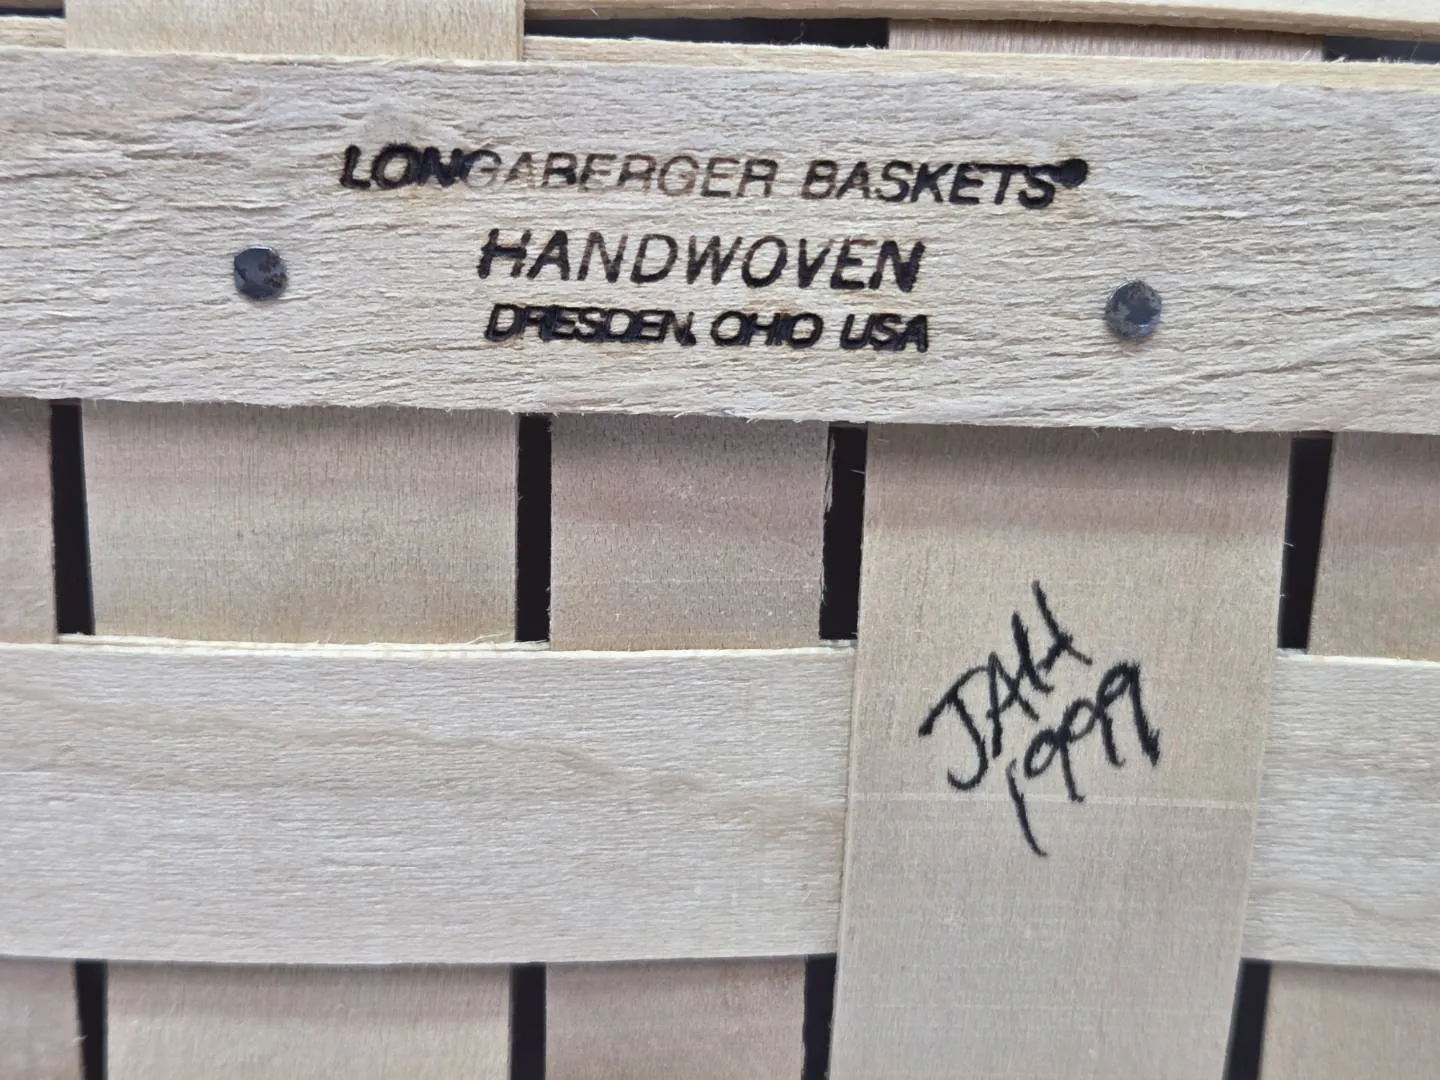 LONGABERGER BASKETS®
HANDWOVEN
DRESDEN, OHIO USA
JAH
1999